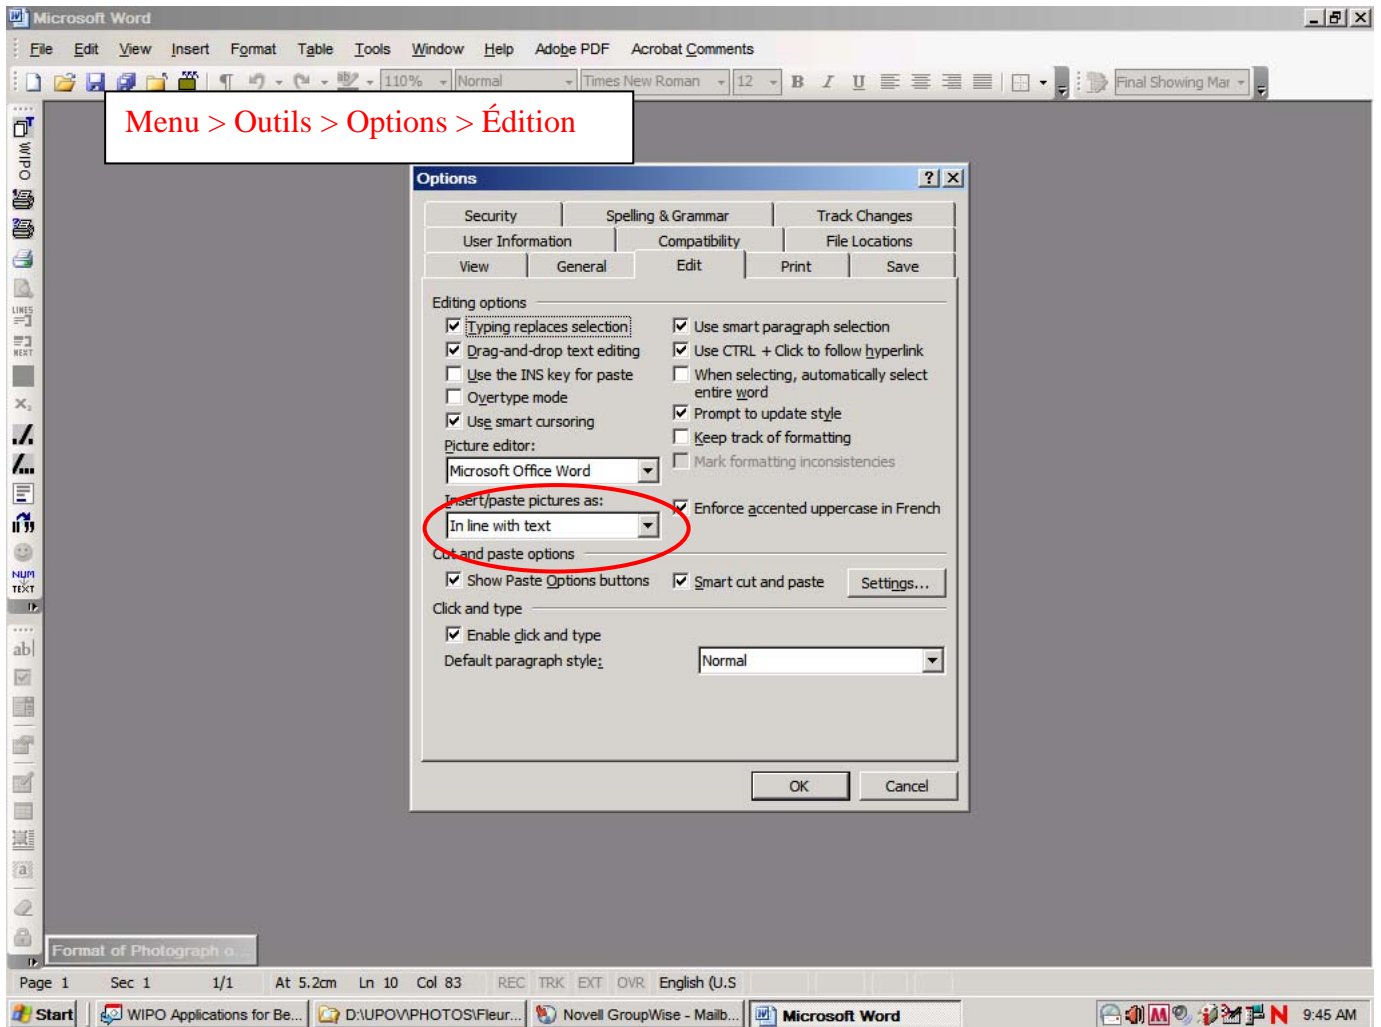 Microsoft Word
File Edit View Insert Format Table Tools Window Help Adobe PDF Acrobat Comments
110% Normal Times New Roman 12 B I U Final Showing Mar
Menu > Outils > Options > Édition
WIPO
LINES
NEXT
NUM
TEXT
ab
a
Options
Security Spelling & Grammar Track Changes
User Information Compatibility File Locations
View General Edit Print Save
Editing options
Typing replaces selection
Drag-and-drop text editing
Use the INS key for paste
Overtype mode
Use smart cursoring
Picture editor:
Microsoft Office Word
Insert/paste pictures as:
In line with text
Use smart paragraph selection
Use CTRL + Click to follow hyperlink
When selecting, automatically select
entire word
Prompt to update style
Keep track of formatting
Mark formatting inconsistencies
Enforce accented uppercase in French
Cut and paste options
Show Paste Options buttons Smart cut and paste Settings...
Click and type
Enable click and type
Default paragraph style: Normal
OK Cancel
Format of Photograph o...
Page 1 Sec 1 1/1 At 5.2cm Ln 10 Col 83 REC TRK EXT OVR English (U.S
Start WIPO Applications for Be... D:\UPOV\PHOTOS\Fleur... Novell GroupWise - Mailb... Microsoft Word 9:45 AM